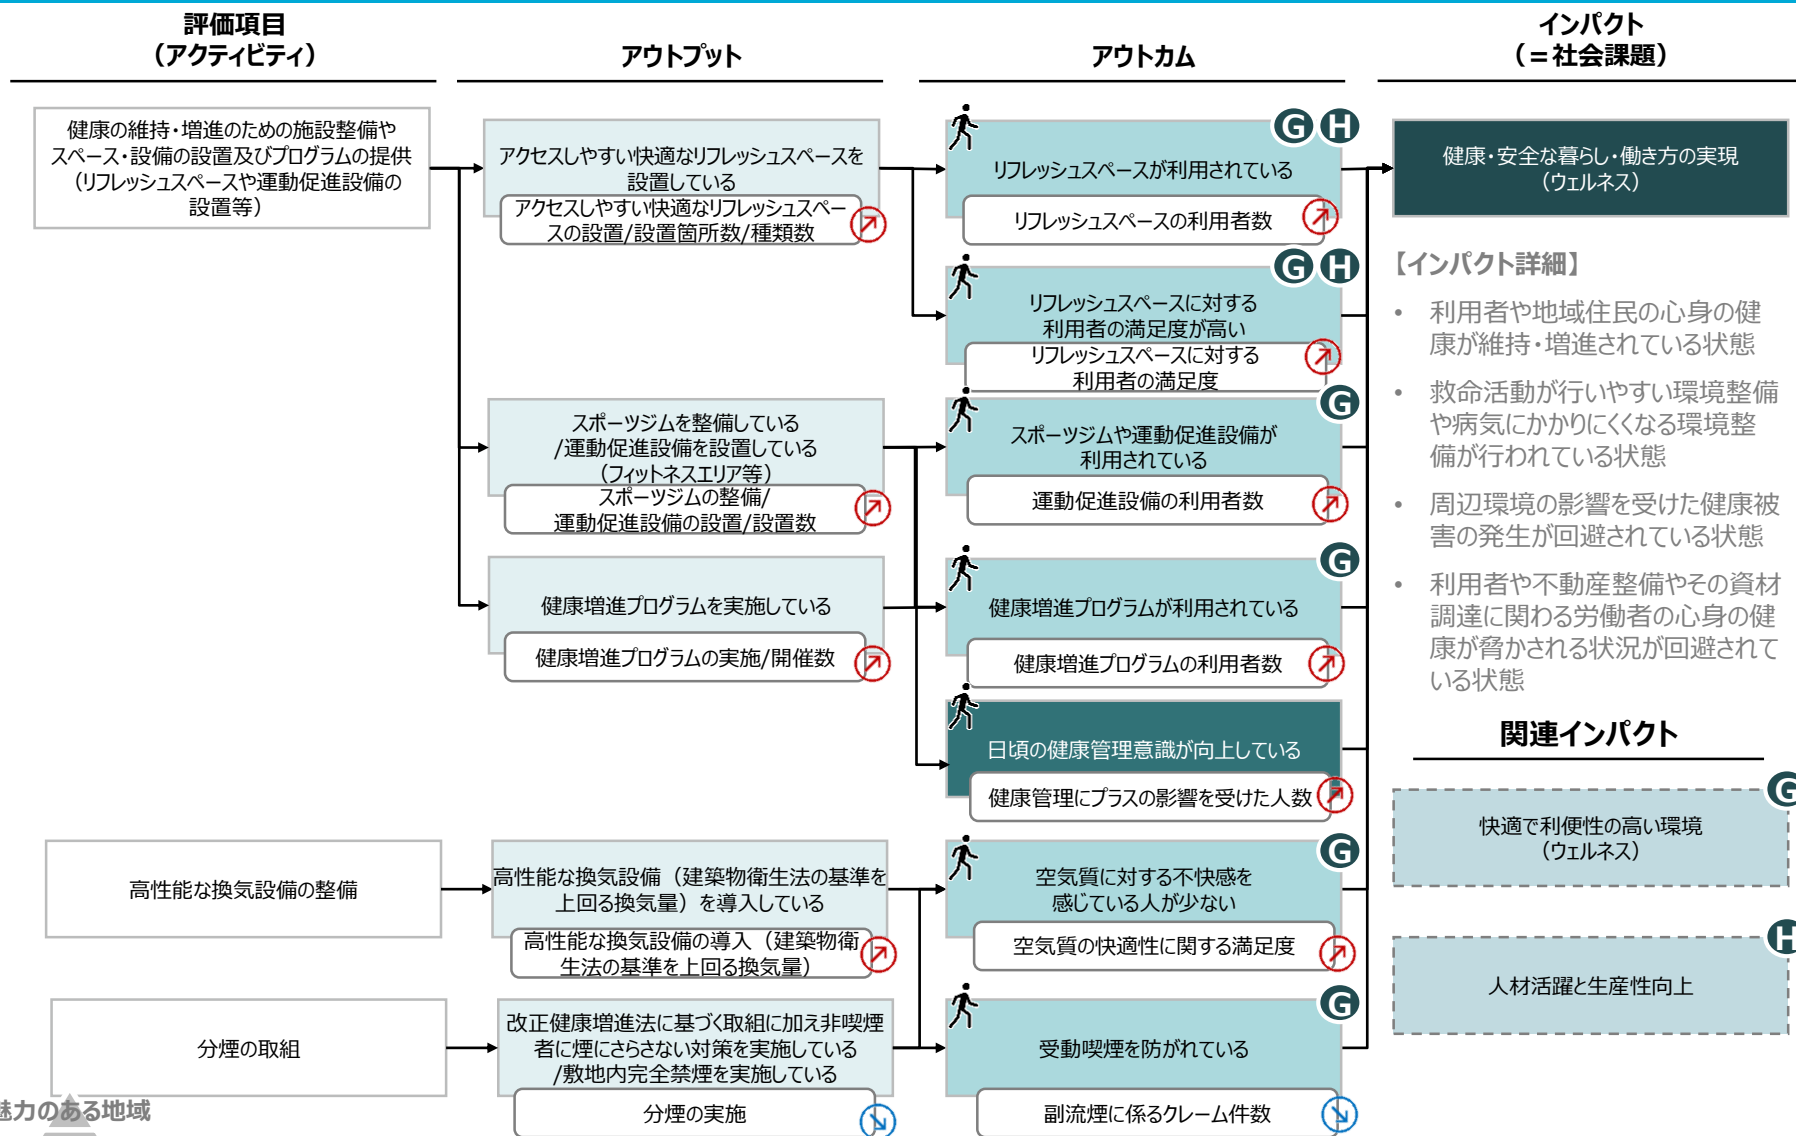 評価項目
（アクティビティ）
アウトプット
アウトカム
インパクト
（＝社会課題）
健康の維持・増進のための施設整備や
スペース・設備の設置及びプログラムの提供
（リフレッシュスペースや運動促進設備の
設置等）
アクセスしやすい快適なリフレッシュスペースを
設置している
アクセスしやすい快適なリフレッシュスペー
スの設置/設置箇所数/種類数
G H
リフレッシュスペースが利用されている
リフレッシュスペースの利用者数
G H
リフレッシュスペースに対する
利用者の満足度が高い
リフレッシュスペースに対する
利用者の満足度
スポーツジムを整備している
/運動促進設備を設置している
（フィットネスエリア等）
スポーツジムの整備/
運動促進設備の設置/設置数
G
スポーツジムや運動促進設備が
利用されている
運動促進設備の利用者数
健康増進プログラムを実施している
健康増進プログラムの実施/開催数
G
健康増進プログラムが利用されている
健康増進プログラムの利用者数
日頃の健康管理意識が向上している
健康管理にプラスの影響を受けた人数
高性能な換気設備の整備
高性能な換気設備（建築物衛生法の基準を
上回る換気量）を導入している
高性能な換気設備の導入（建築物衛
生法の基準を上回る換気量）
G
空気質に対する不快感を
感じている人が少ない
空気質の快適性に関する満足度
分煙の取組
改正健康増進法に基づく取組に加え非喫煙
者に煙にさらさない対策を実施している
/敷地内完全禁煙を実施している
分煙の実施
G
受動喫煙を防がれている
副流煙に係るクレーム件数
健康・安全な暮らし・働き方の実現
（ウェルネス）
【インパクト詳細】
• 利用者や地域住民の心身の健
康が維持・増進されている状態
• 救命活動が行いやすい環境整備
や病気にかかりにくくなる環境整
備が行われている状態
• 周辺環境の影響を受けた健康被
害の発生が回避されている状態
• 利用者や不動産整備やその資材
調達に関わる労働者の心身の健
康が脅かされる状況が回避されて
いる状態
関連インパクト
G
快適で利便性の高い環境
（ウェルネス）
H
人材活躍と生産性向上
魅力のある地域